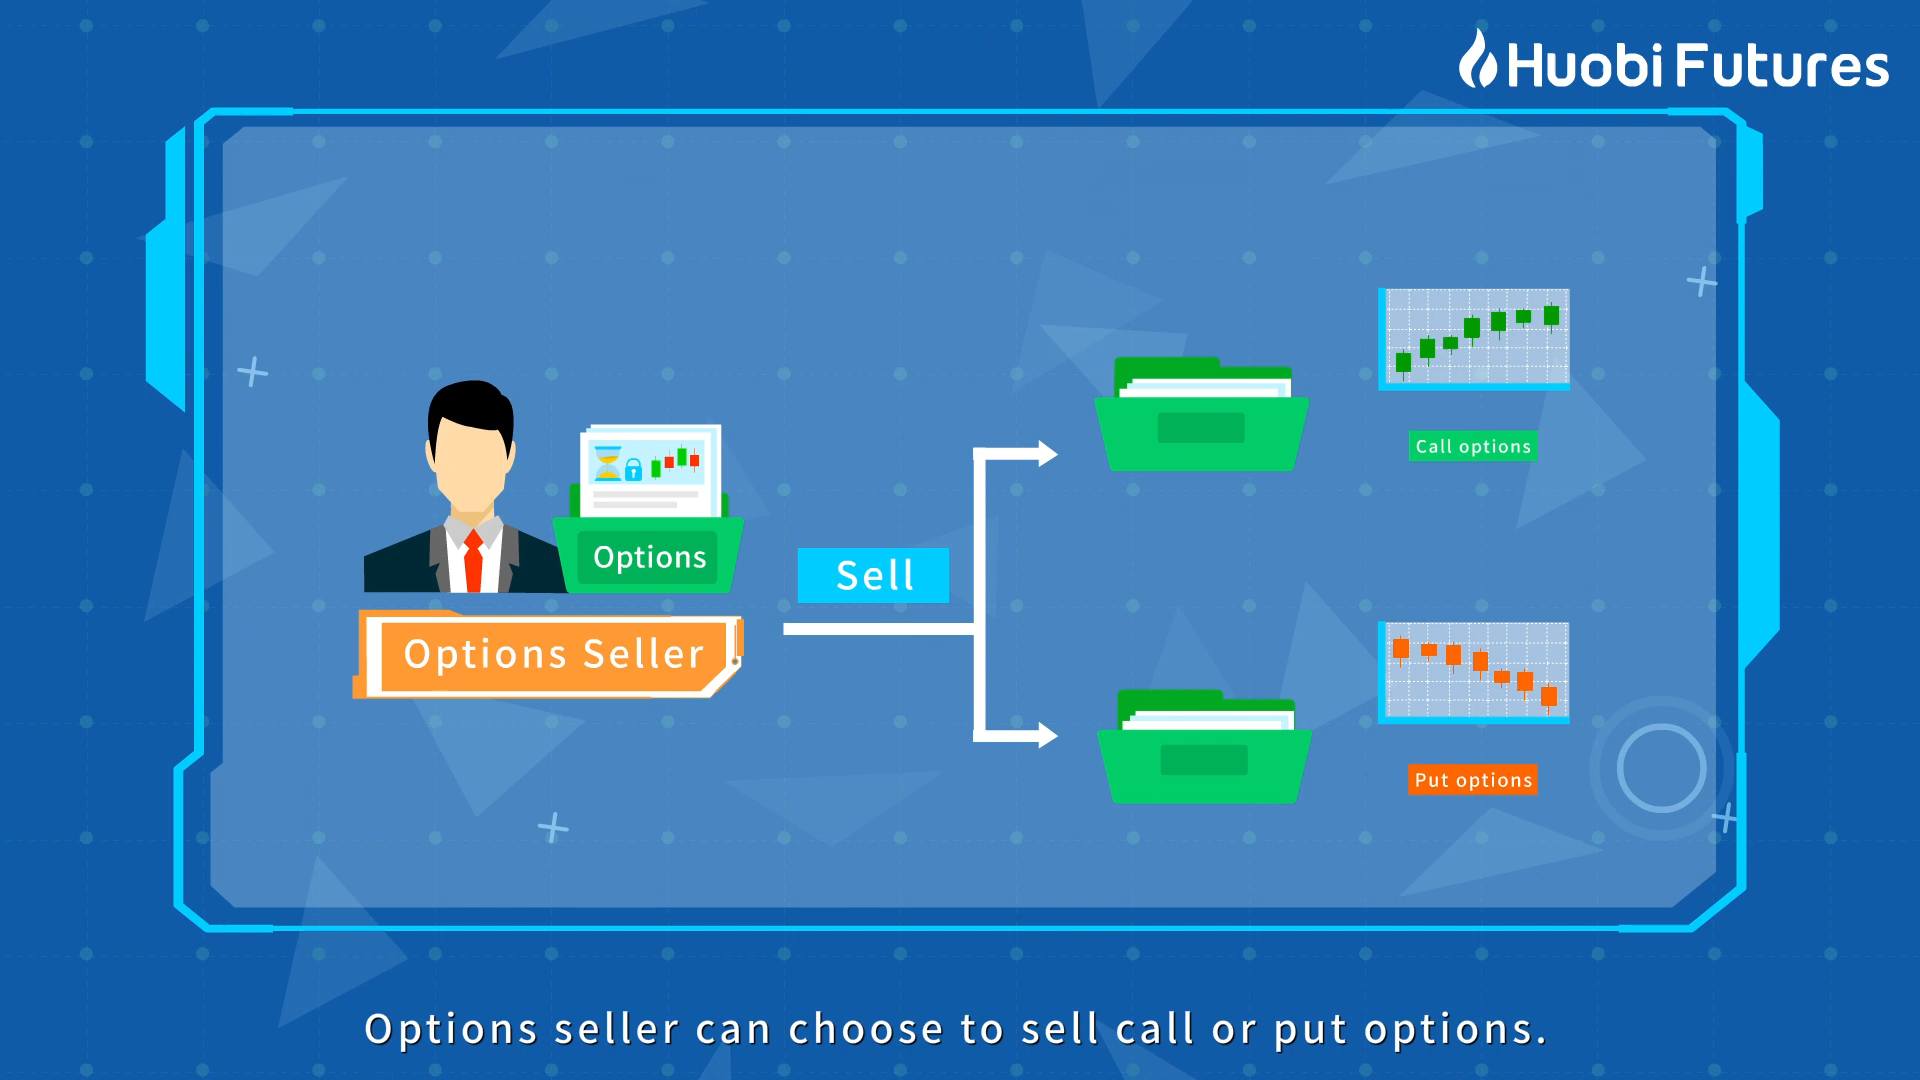 Huobi Futures
Call options
Options
Sell
Options Seller
Put options
Options seller can choose to sell call or put options.